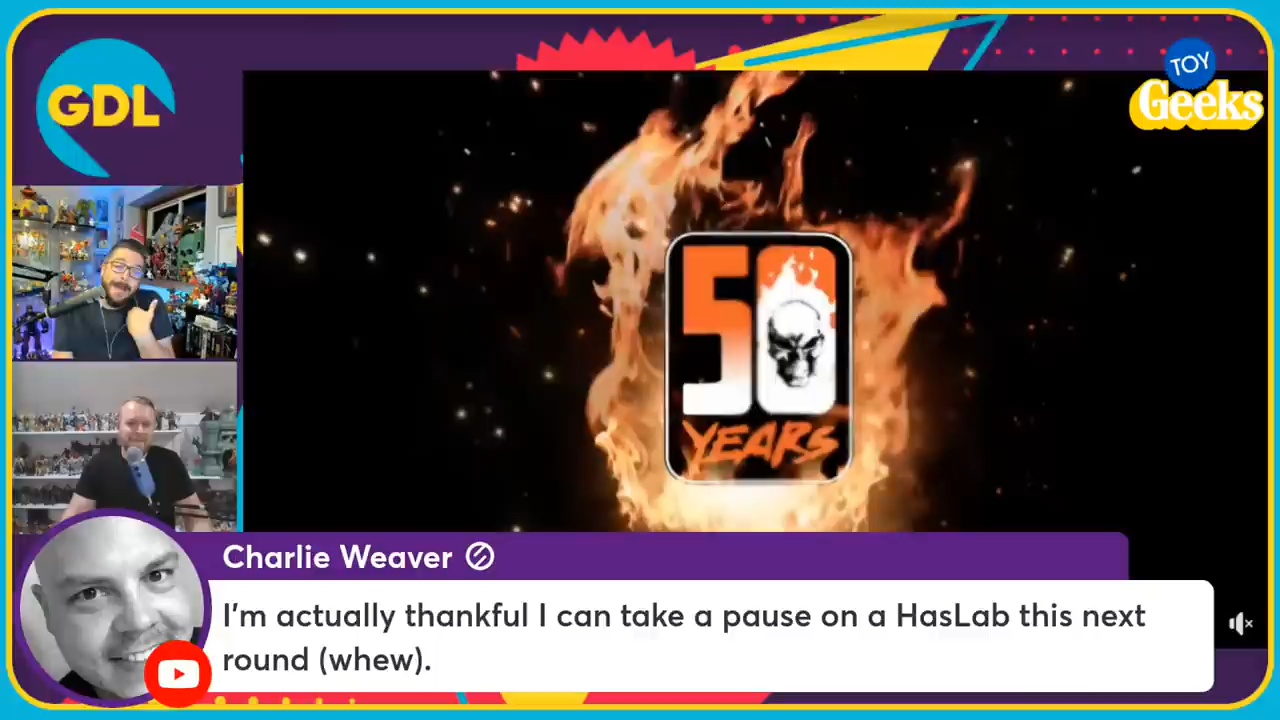 GDL
TOY
Geeks
50
YEARS
Charlie Weaver
I'm actually thankful I can take a pause on a HasLab this next
round (whew).